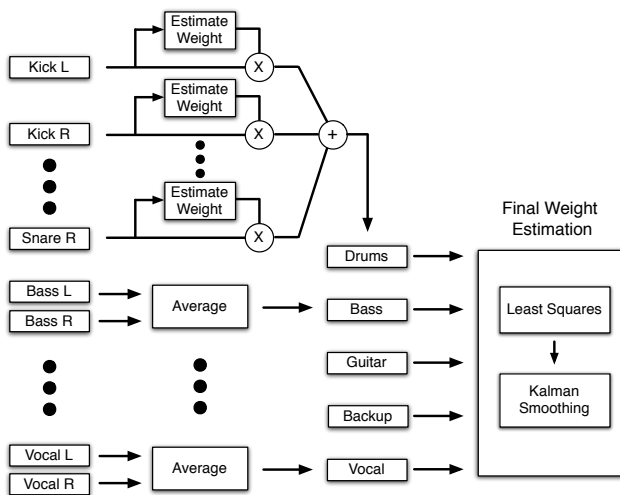 Estimate
Weight
X
Kick L
Estimate
Weight
X
Kick R
+
Estimate
Weight
X
Snare R
Final Weight
Estimation
Drums
Bass L
Bass R
Average
Bass
Least Squares
Guitar
Kalman
Smoothing
Backup
Vocal L
Vocal R
Average
Vocal